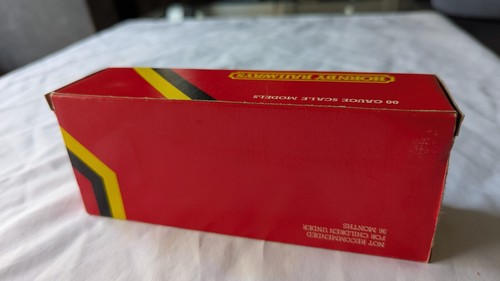 HORNBY RAILWAYS
00 GAUGE SCALE MODELS
NOT RECOMMENDED
FOR CHILDREN UNDER
36 MONTHS